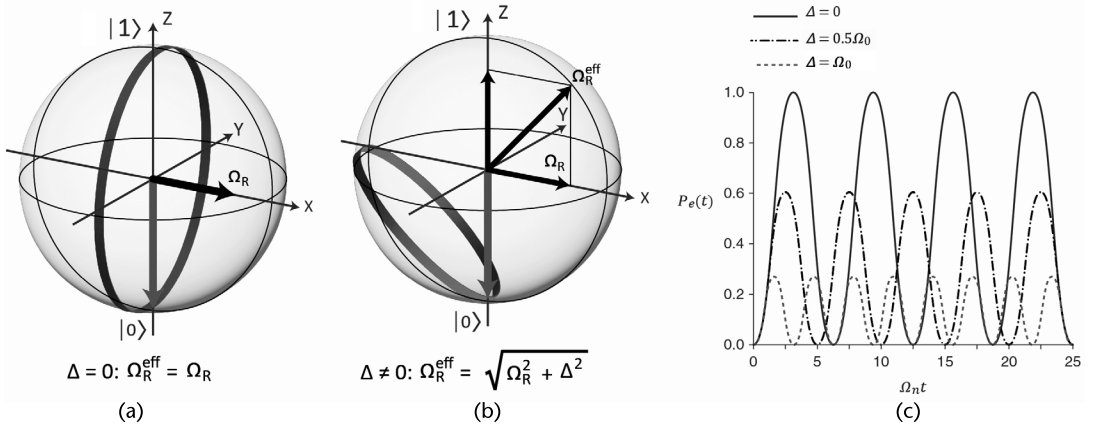 |1⟩
Z
Y
Ω_R
X
|0⟩
Δ = 0: Ω_R^eff = Ω_R
(a)
|1⟩
Z
Ω_R^eff
Y
Ω_R
X
|0⟩
Δ ≠ 0: Ω_R^eff = √(Ω_R^2 + Δ^2)
(b)
Δ = 0
Δ = 0.5Ω_0
Δ = Ω_0
1.0
0.8
0.6
P_e(t)
0.4
0.2
0.0
0 5 10 15 20 25
Ω_n t
(c)